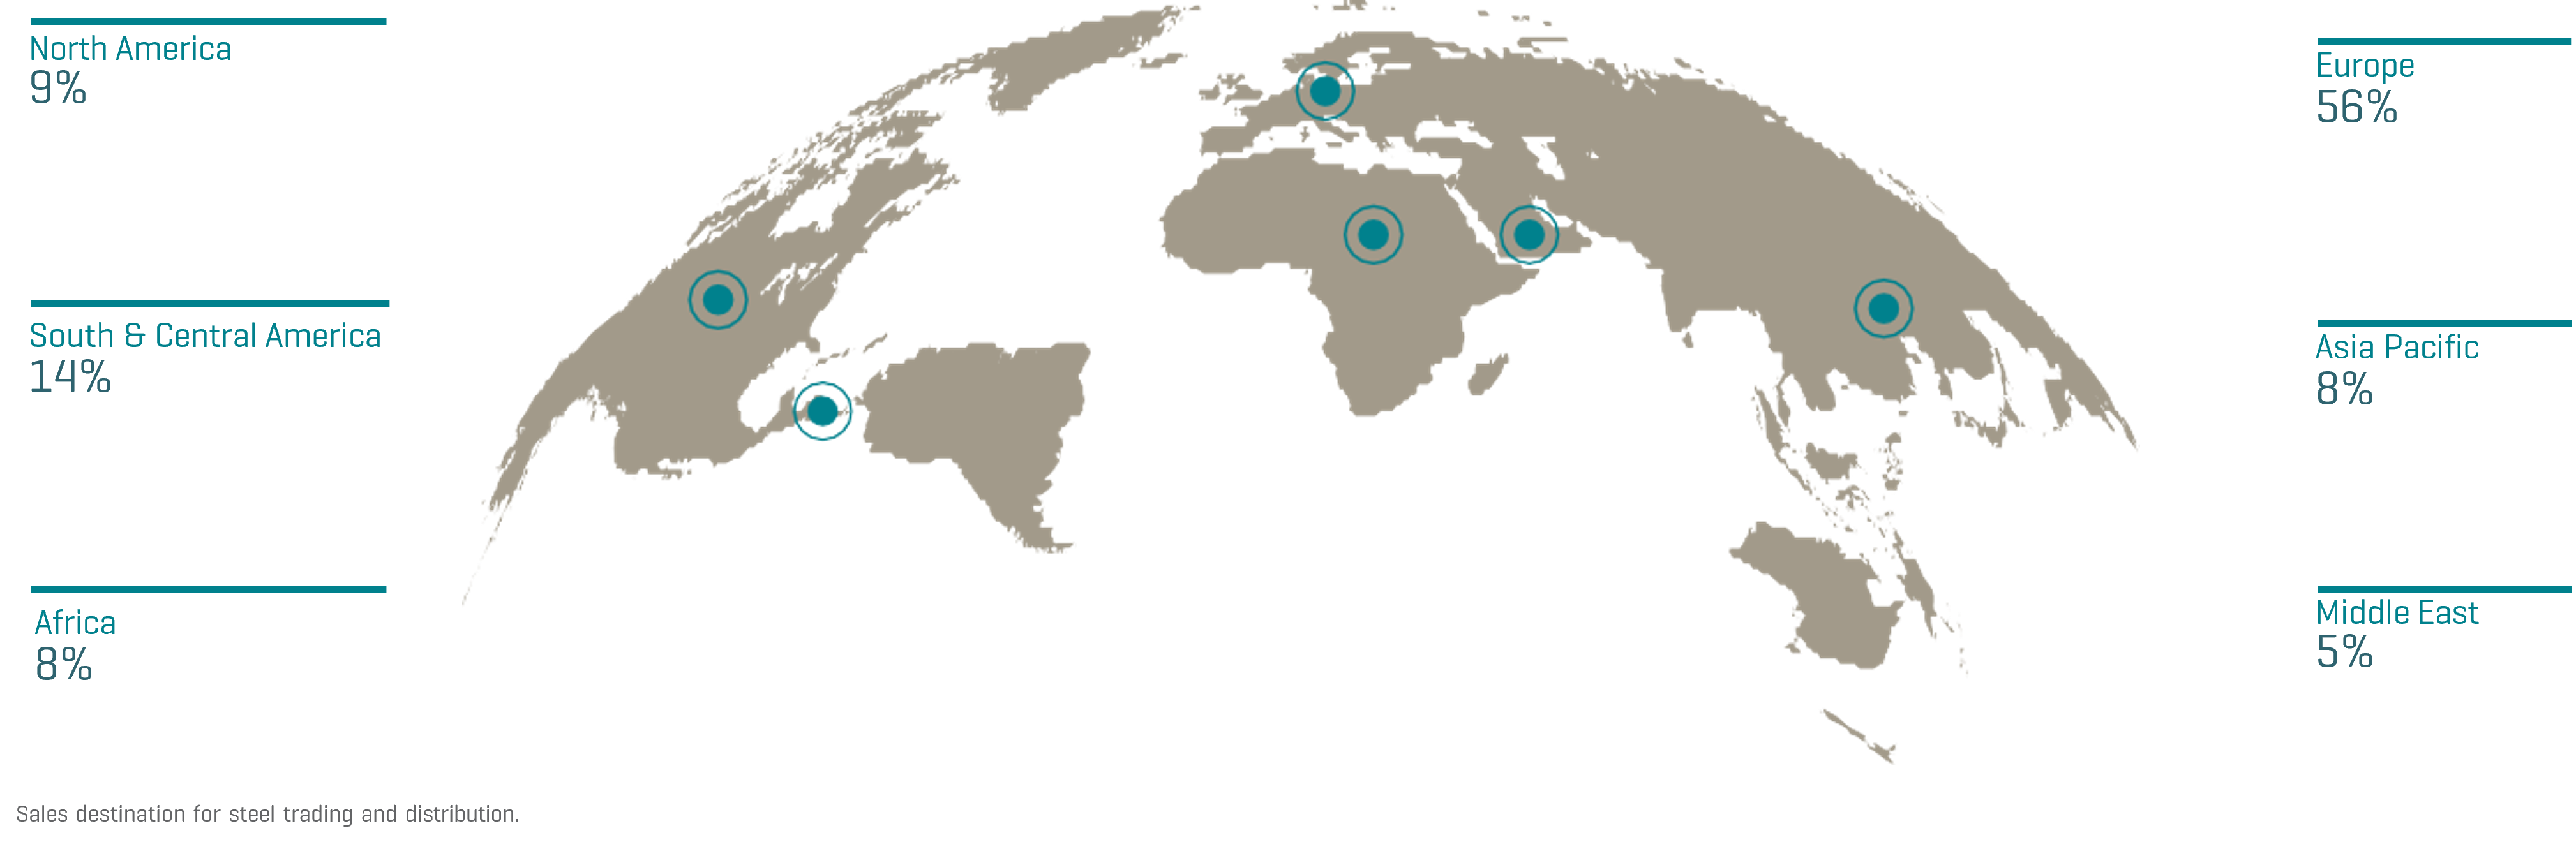 North America
9%
South & Central America
14%
Africa
8%
Europe
56%
Asia Pacific
8%
Middle East
5%
Sales destination for steel trading and distribution.